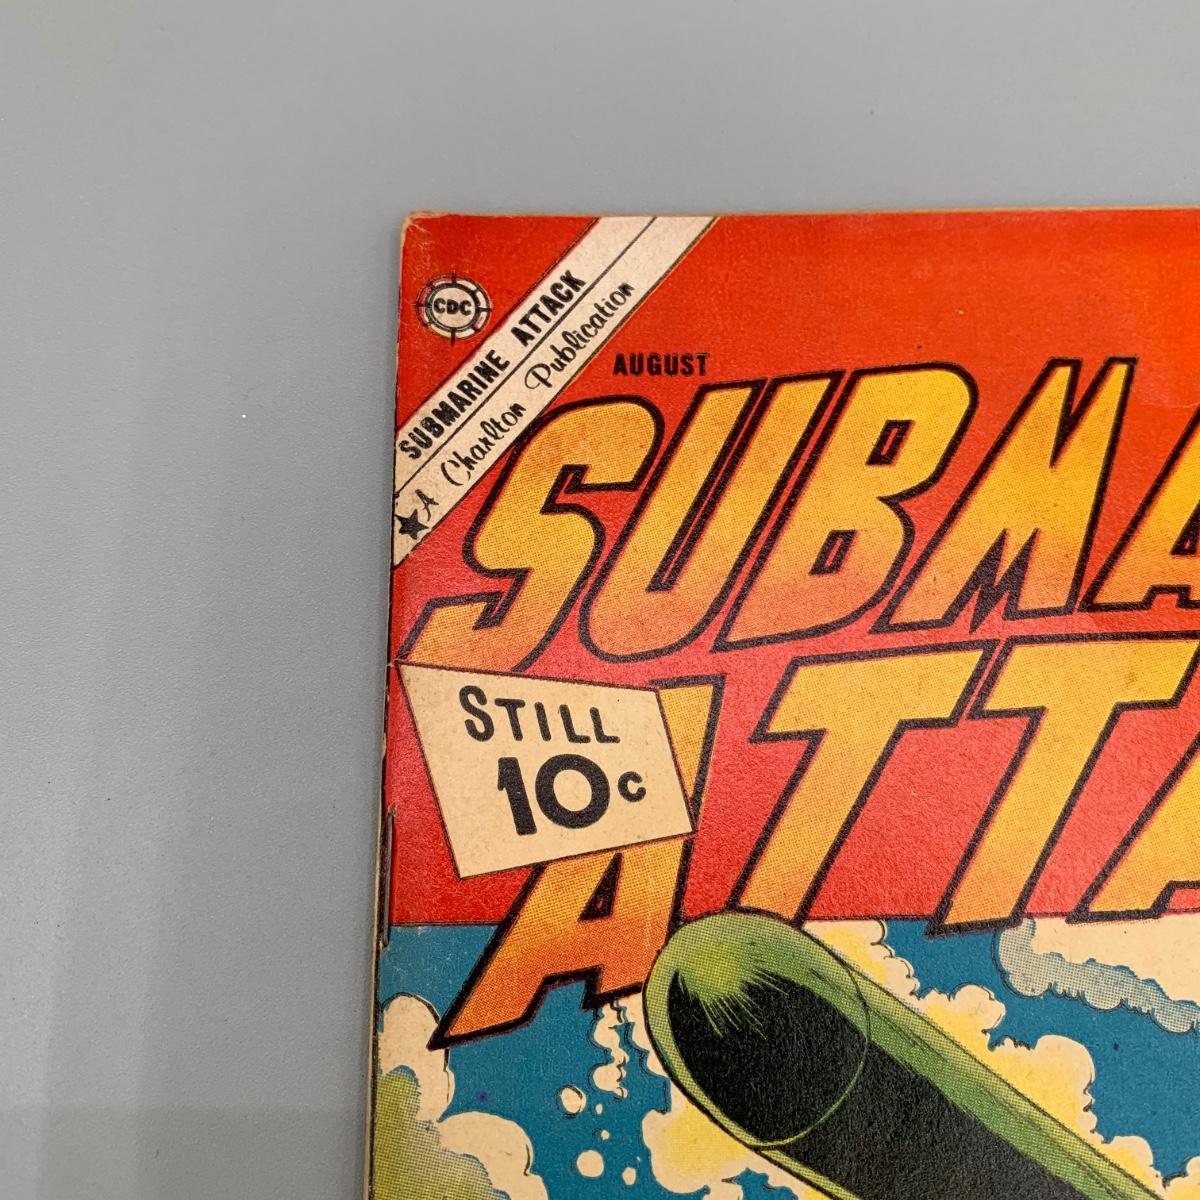 CDC
SUBMARINE ATTACK
A Charlton Publication
AUGUST
SUBMA
ATTA
STILL
10c